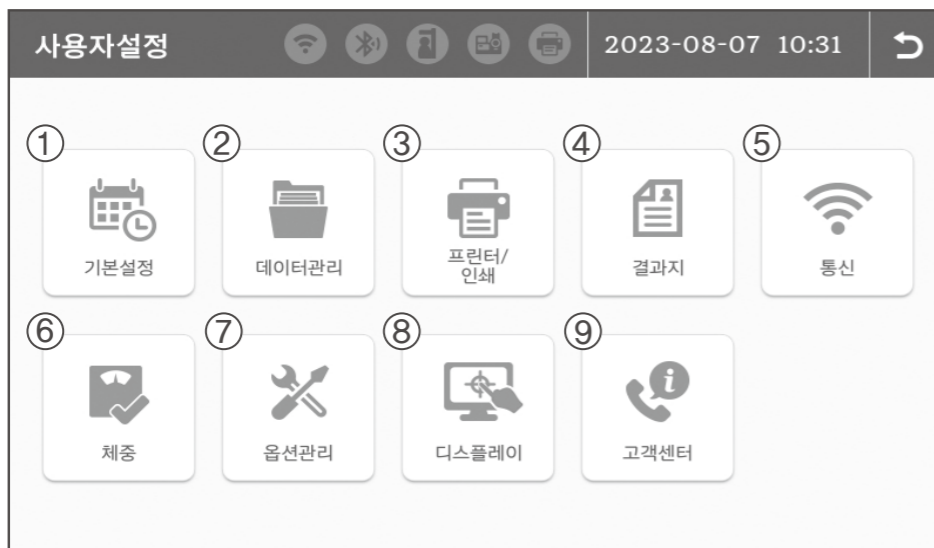 사용자설정 2023-08-07 10:31
① ② ③ ④ ⑤
기본설정 데이터관리 프린터/
인쇄 결과지 통신
⑥ ⑦ ⑧ ⑨
체중 옵션관리 디스플레이 고객센터